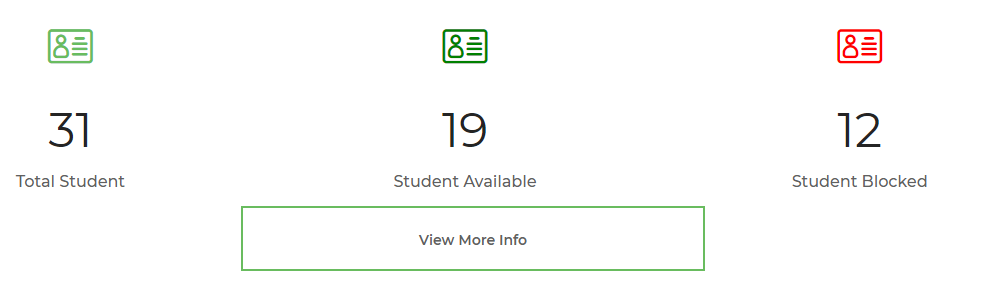 31 19 12
Total Student Student Available Student Blocked
View More Info